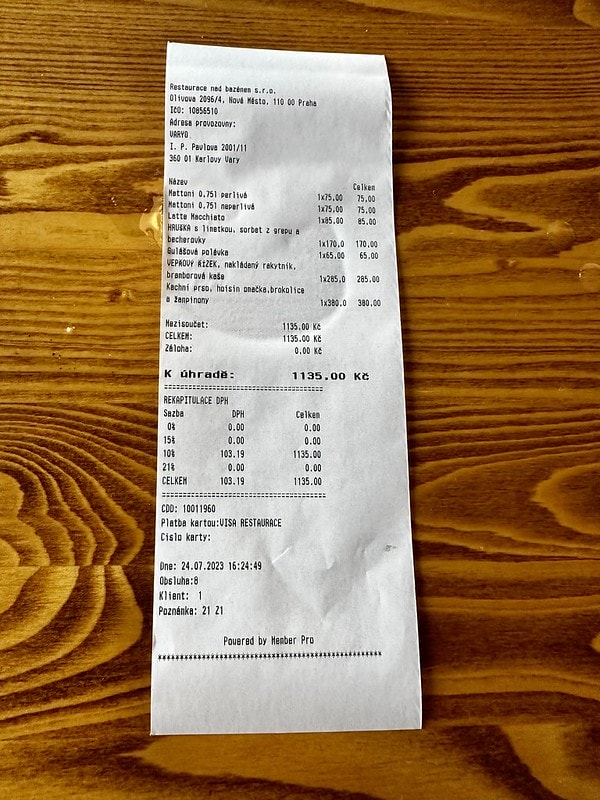 Restaurace nad bazénem s.r.o.
Olivova 2096/4, Nové Město, 110 00 Praha
IČO: 10856510
Adresa provozovny:
VARYÓ
I. P. Pavlova 2001/11
360 01 Karlovy Vary
Název Celkem
Mattoni 0,75l perlivá 1x75,00 75,00
Mattoni 0,75l neperlivá 1x75,00 75,00
Latte Macchiato 1x85,00 85,00
HRUŠKA s limetkou, sorbet z grepu a
becherovky 1x170,0 170,00
Gulášová polévka 1x65,00 65,00
VEPŘOVÝ ŘÍZEK, nakládaný rakytník,
bramborová kaše 1x285,0 285,00
Kachní prso, hoisin omáčka,brokolice
a žampiony 1x380,0 380,00
Mezisoučet: 1135.00 Kč
CELKEM: 1135.00 Kč
Záloha: 0.00 Kč
K úhradě: 1135.00 Kč
REKAPITULACE DPH
Sazba DPH Celkem
0% 0.00 0.00
15% 0.00 0.00
10% 103.19 1135.00
21% 0.00 0.00
CELKEM 103.19 1135.00
CDD: 10011960
Platba kartou:VISA RESTAURACE
Číslo karty:
Dne: 24.07.2023 16:24:49
Obsluha:8
Klient: 1
Poznámka: 21 21
Powered by Member Pro